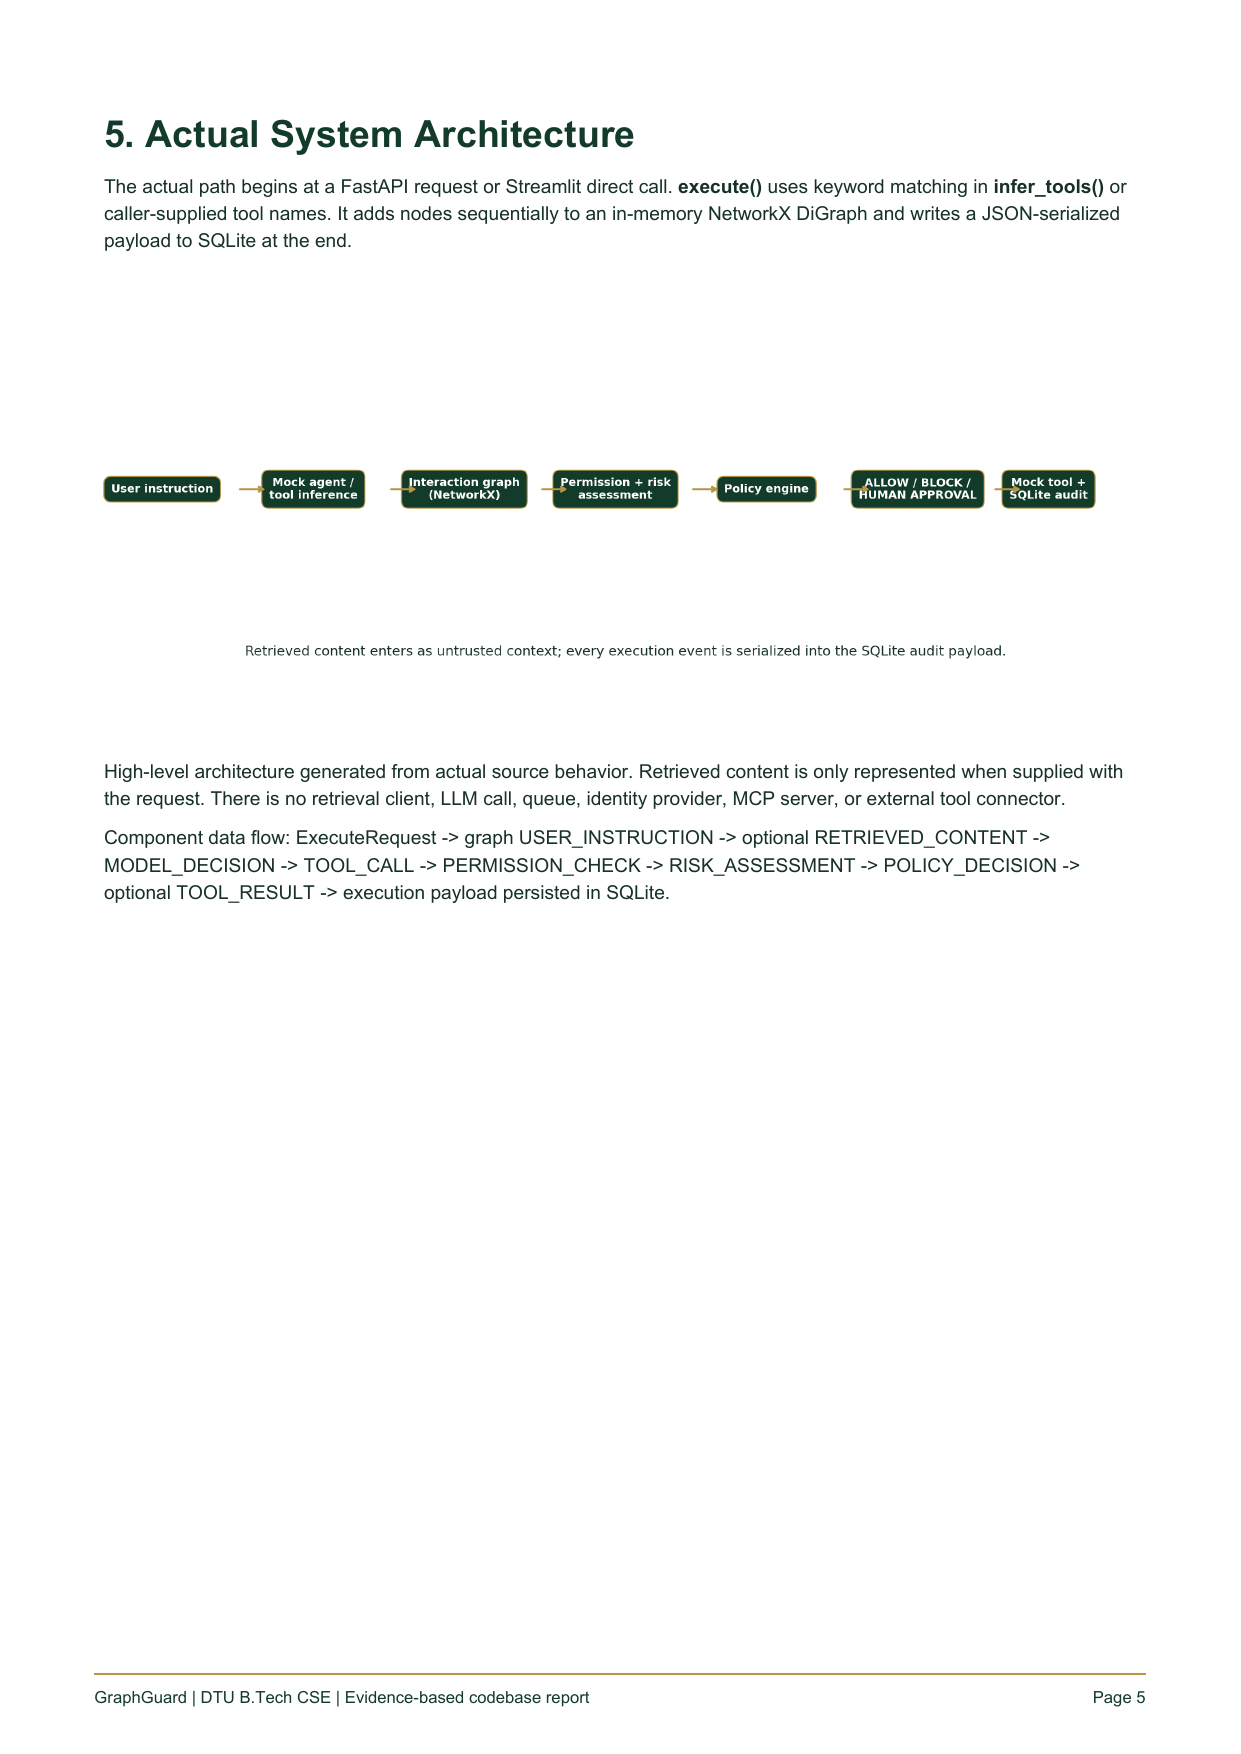 5. Actual System Architecture
The actual path begins at a FastAPI request or Streamlit direct call. execute() uses keyword matching in infer_tools() or
caller-supplied tool names. It adds nodes sequentially to an in-memory NetworkX DiGraph and writes a JSON-serialized
payload to SQLite at the end.
User instruction
Mock agent /
tool inference
Interaction graph
(NetworkX)
Permission + risk
assessment
Policy engine
ALLOW / BLOCK /
HUMAN APPROVAL
Mock tool +
SQLite audit
Retrieved content enters as untrusted context; every execution event is serialized into the SQLite audit payload.
High-level architecture generated from actual source behavior. Retrieved content is only represented when supplied with
the request. There is no retrieval client, LLM call, queue, identity provider, MCP server, or external tool connector.
Component data flow: ExecuteRequest -> graph USER_INSTRUCTION -> optional RETRIEVED_CONTENT ->
MODEL_DECISION -> TOOL_CALL -> PERMISSION_CHECK -> RISK_ASSESSMENT -> POLICY_DECISION ->
optional TOOL_RESULT -> execution payload persisted in SQLite.
GraphGuard | DTU B.Tech CSE | Evidence-based codebase report
Page 5